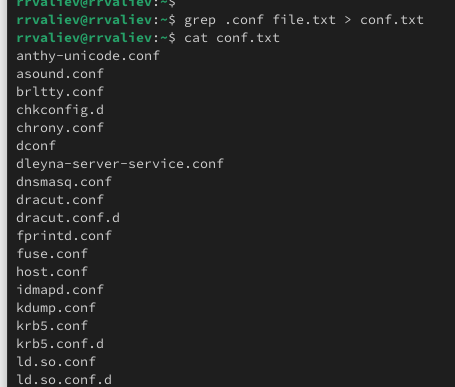 rrvaliev@rrvaliev:~$
rrvaliev@rrvaliev:~$ grep .conf file.txt > conf.txt
rrvaliev@rrvaliev:~$ cat conf.txt
anthy-unicode.conf
asound.conf
brltty.conf
chkconfig.d
chrony.conf
dconf
dleyna-server-service.conf
dnsmasq.conf
dracut.conf
dracut.conf.d
fprintd.conf
fuse.conf
host.conf
idmapd.conf
kdump.conf
krb5.conf
krb5.conf.d
ld.so.conf
ld.so.conf.d